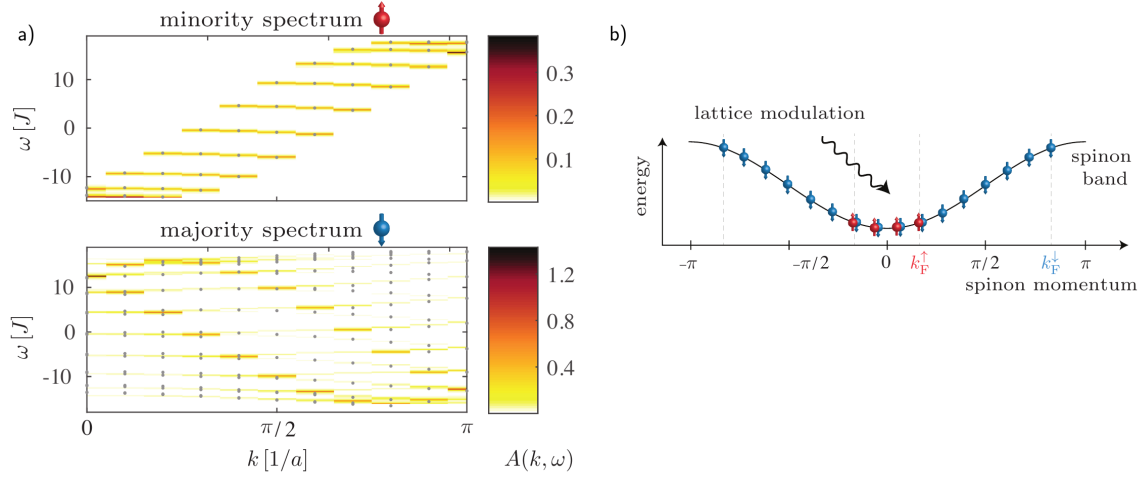 a)
minority spectrum
ω [J]
10
0
-10
0.3
0.2
0.1
majority spectrum
ω [J]
10
0
-10
1.2
0.8
0.4
0
π/2
π
k [1/a]
A(k, ω)
b)
lattice modulation
energy
spinon
band
-π
-π/2
0
k_F^↑
π/2
k_F^↓
π
spinon momentum